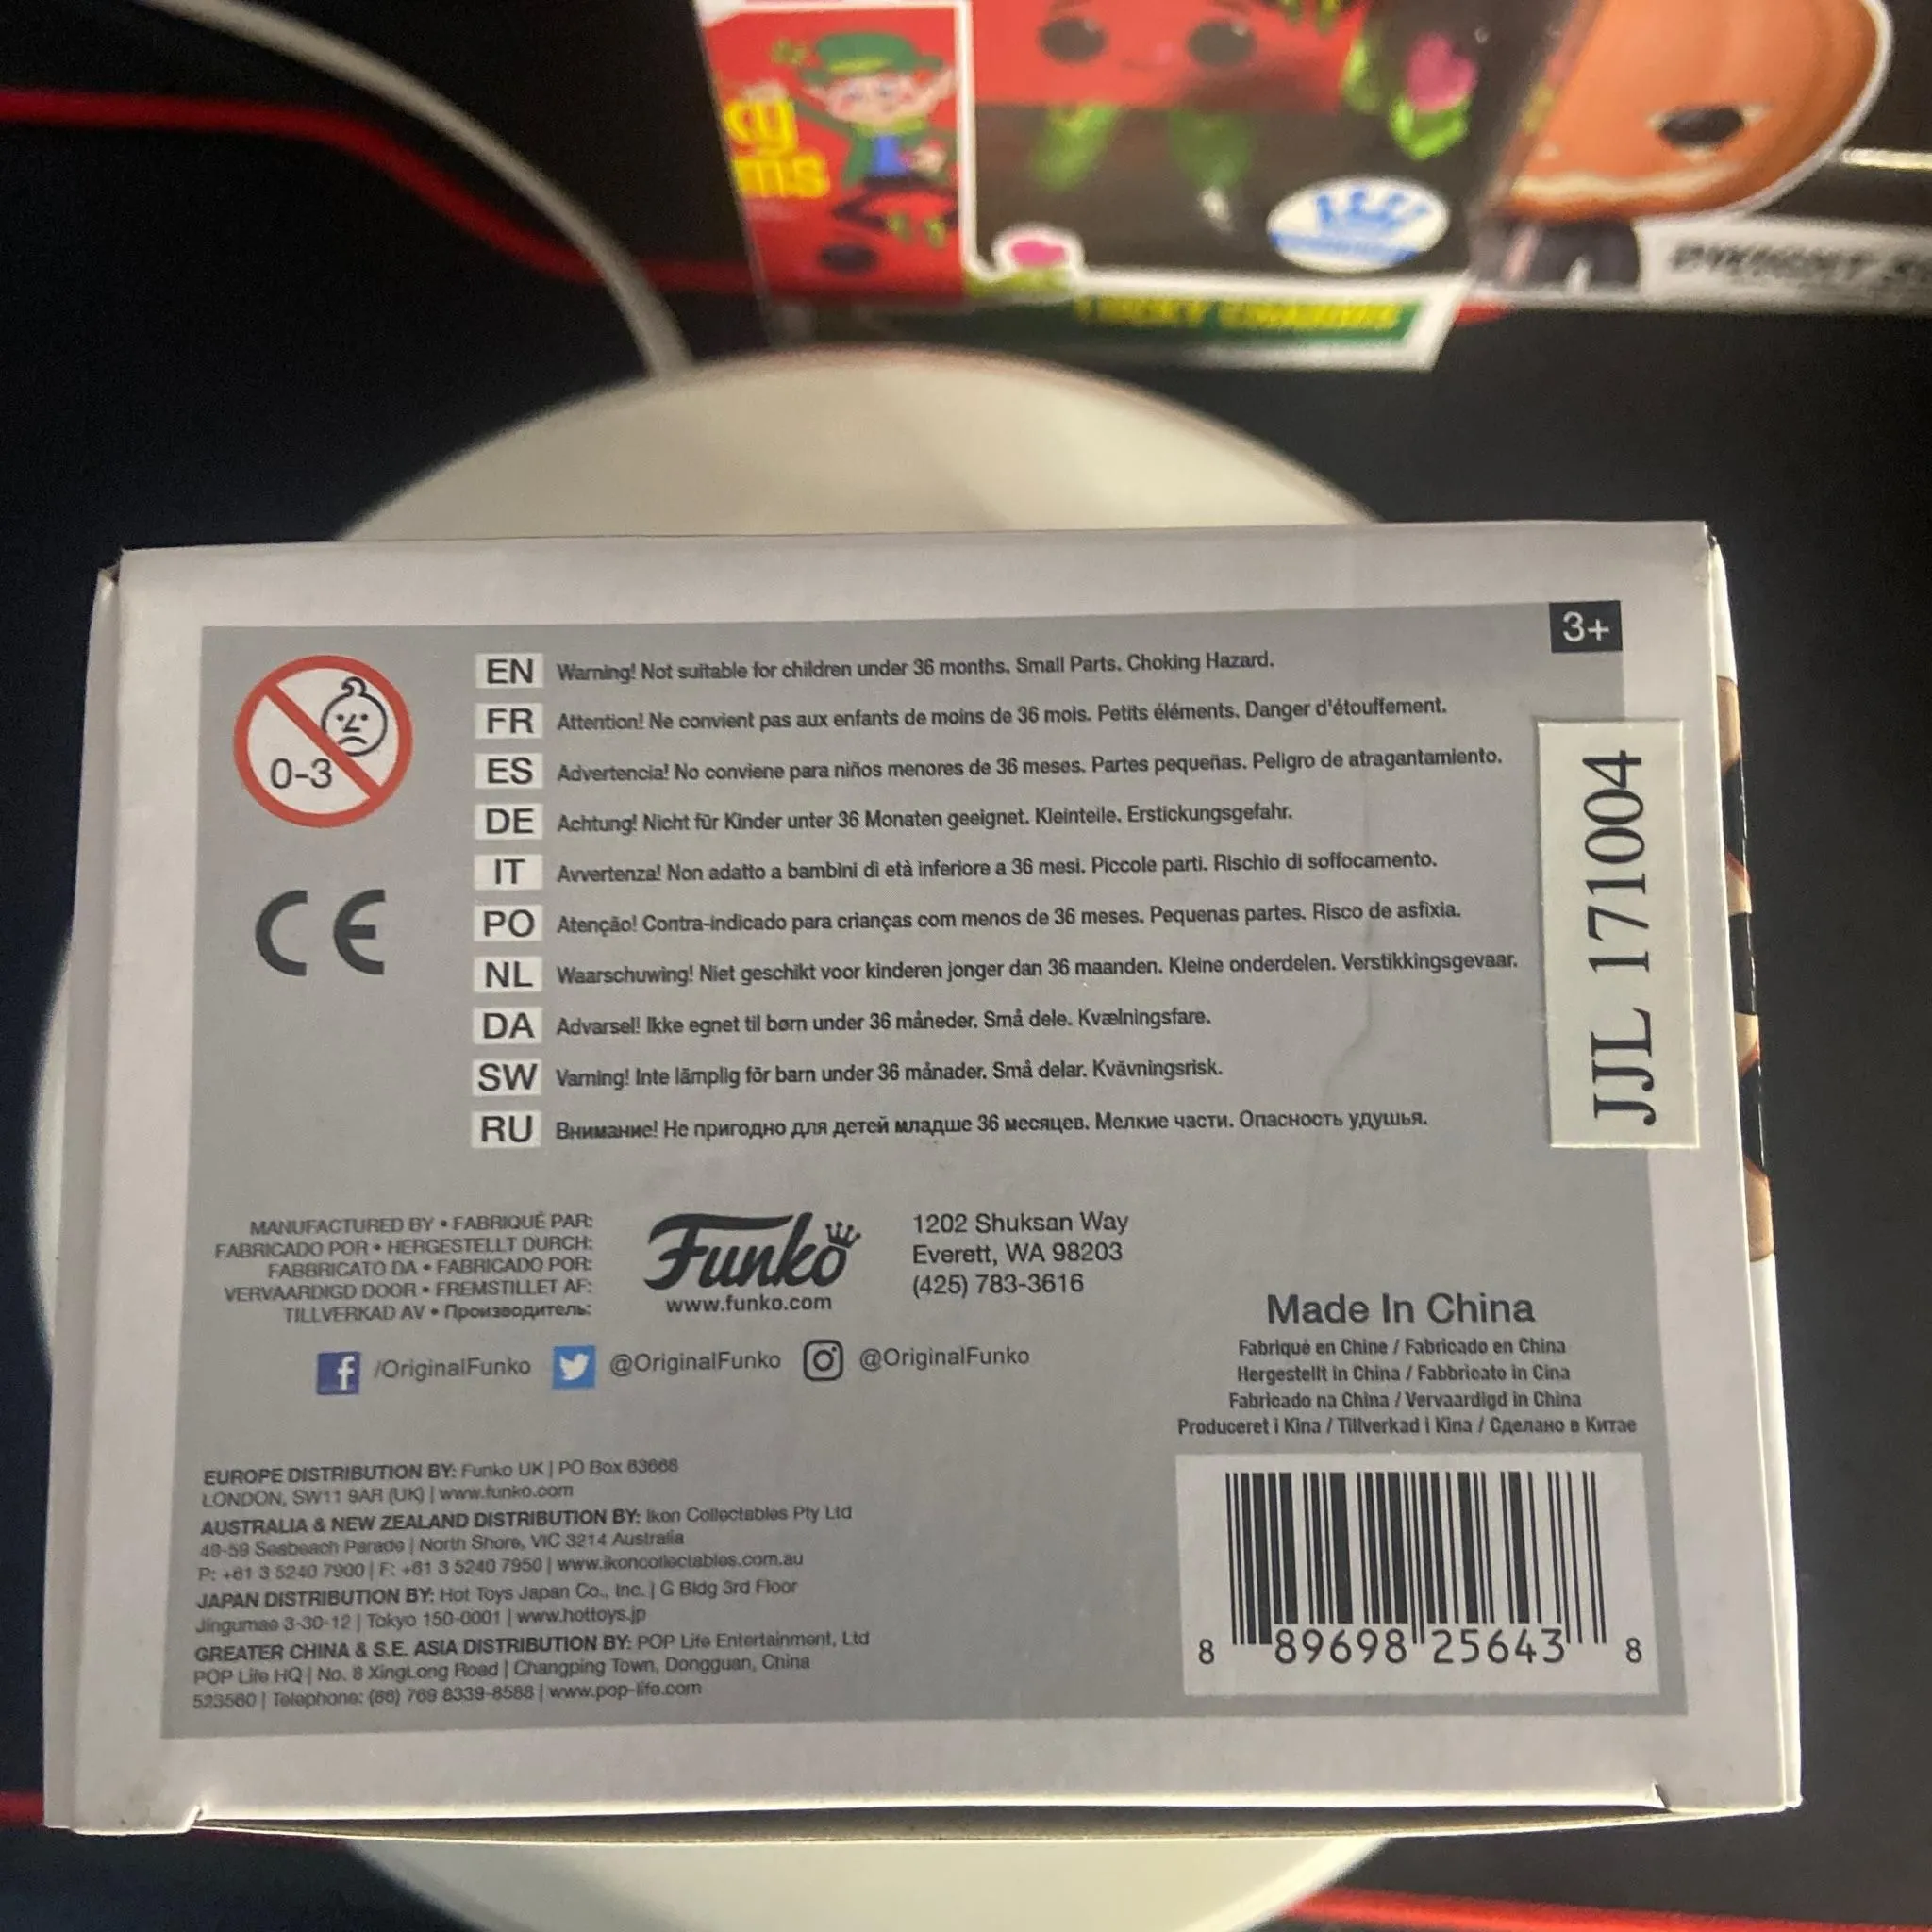 LUCKY CHARMS
3+
0-3
CE
EN Warning! Not suitable for children under 36 months. Small Parts. Choking Hazard.
FR Attention! Ne convient pas aux enfants de moins de 36 mois. Petits éléments. Danger d'étouffement.
ES Advertencia! No conviene para niños menores de 36 meses. Partes pequeñas. Peligro de atragantamiento.
DE Achtung! Nicht für Kinder unter 36 Monaten geeignet. Kleinteile. Erstickungsgefahr.
IT Avvertenza! Non adatto a bambini di età inferiore a 36 mesi. Piccole parti. Rischio di soffocamento.
PO Atenção! Contra-indicado para crianças com menos de 36 meses. Pequenas partes. Risco de asfixia.
NL Waarschuwing! Niet geschikt voor kinderen jonger dan 36 maanden. Kleine onderdelen. Verstikkingsgevaar.
DA Advarsel! Ikke egnet til børn under 36 måneder. Små dele. Kvælningsfare.
SW Varning! Inte lämplig för barn under 36 månader. Små delar. Kvävningsrisk.
RU Внимание! Не пригодно для детей младше 36 месяцев. Мелкие части. Опасность удушья.
JJL 171004
MANUFACTURED BY • FABRIQUÉ PAR:
FABRICADO POR • HERGESTELLT DURCH:
FABBRICATO DA • FABRICADO POR:
VERVAARDIGD DOOR • FREMSTILLET AF:
TILLVERKAD AV • Производитель:
Funko
www.funko.com
1202 Shuksan Way
Everett, WA 98203
(425) 783-3616
/OriginalFunko @OriginalFunko @OriginalFunko
Made In China
Fabriqué en Chine / Fabricado en China
Hergestellt in China / Fabbricato in Cina
Fabricado na China / Vervaardigd in China
Produceret i Kina / Tillverkad i Kina / Сделано в Китае
EUROPE DISTRIBUTION BY: Funko UK | PO Box 63668
LONDON, SW11 9AR (UK) | www.funko.com
AUSTRALIA & NEW ZEALAND DISTRIBUTION BY: Ikon Collectables Pty Ltd
49-59 Seabeach Parade | North Shore, VIC 3214 Australia
P: +61 3 5240 7900 | F: +61 3 5240 7950 | www.ikoncollectables.com.au
JAPAN DISTRIBUTION BY: Hot Toys Japan Co., Inc. | G Bldg 3rd Floor
Jingumae 3-30-12 | Tokyo 150-0001 | www.hottoys.jp
GREATER CHINA & S.E. ASIA DISTRIBUTION BY: POP Life Entertainment, Ltd
POP Life HQ | No. 8 XingLong Road | Changping Town, Dongguan, China
523560 | Telephone: (86) 769 8339-8588 | www.pop-life.com
8 89698 25643 8